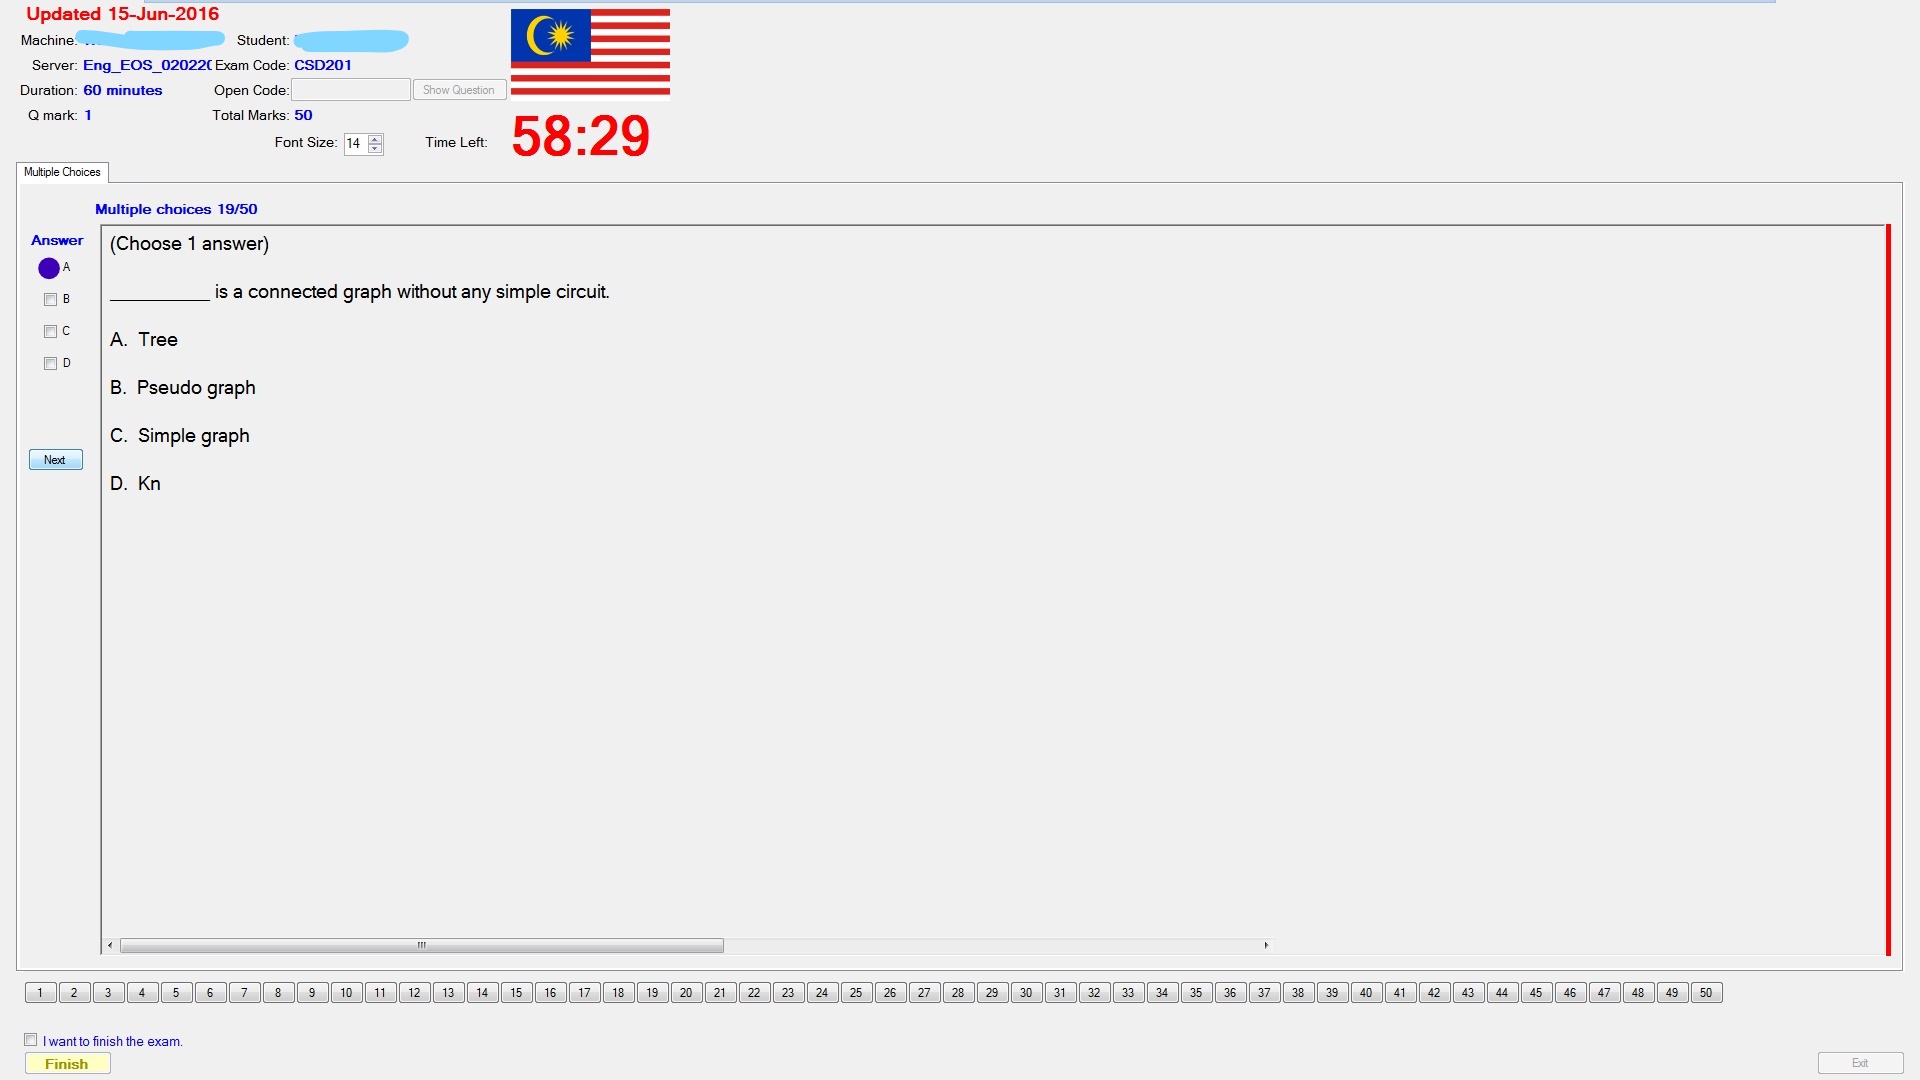 Updated 15-Jun-2016
Machine: Student:
Server: Eng_EOS_02022 Exam Code: CSD201
Duration: 60 minutes Open Code: Show Question
Q mark: 1 Total Marks: 50
Font Size: 14 Time Left: 58:29
Multiple Choices
Multiple choices 19/50
Answer
A
B
C
D
Next
(Choose 1 answer)
__________ is a connected graph without any simple circuit.
A. Tree
B. Pseudo graph
C. Simple graph
D. Kn
1 2 3 4 5 6 7 8 9 10 11 12 13 14 15 16 17 18 19 20 21 22 23 24 25 26 27 28 29 30 31 32 33 34 35 36 37 38 39 40 41 42 43 44 45 46 47 48 49 50
I want to finish the exam.
Finish
Exit